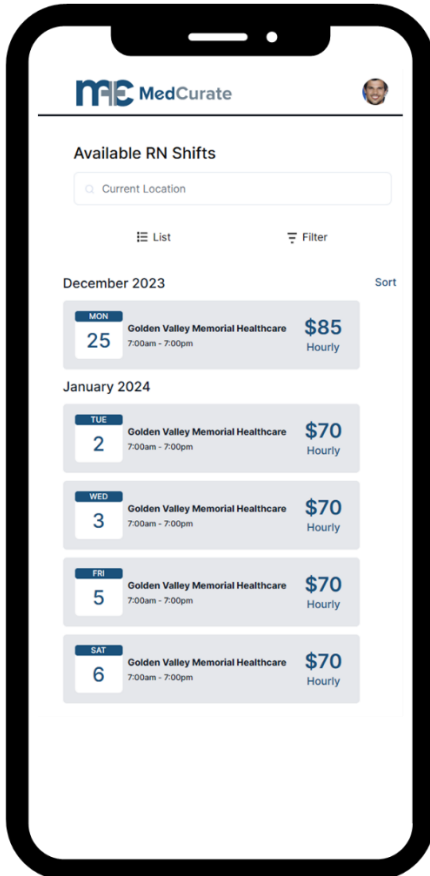 MedCurate
Available RN Shifts
Current Location
List Filter
December 2023 Sort
MON
25
Golden Valley Memorial Healthcare
7:00am - 7:00pm
$85
Hourly
January 2024
TUE
2
Golden Valley Memorial Healthcare
7:00am - 7:00pm
$70
Hourly
WED
3
Golden Valley Memorial Healthcare
7:00am - 7:00pm
$70
Hourly
FRI
5
Golden Valley Memorial Healthcare
7:00am - 7:00pm
$70
Hourly
SAT
6
Golden Valley Memorial Healthcare
7:00am - 7:00pm
$70
Hourly